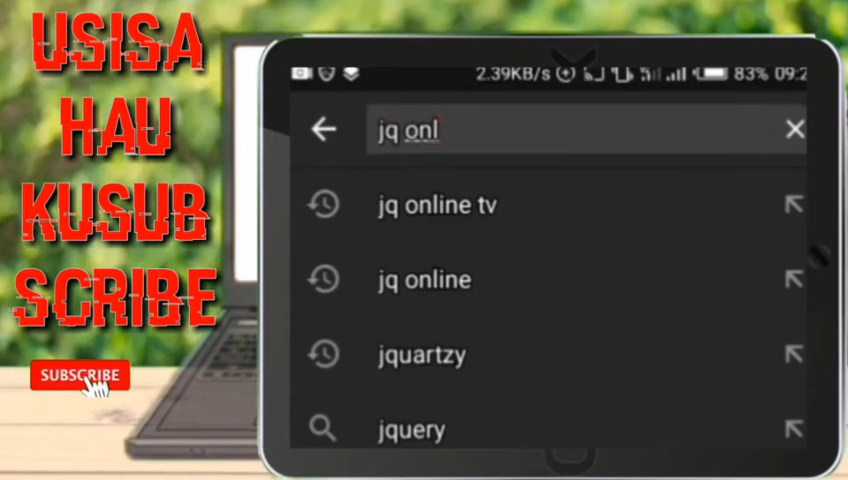 USISA
HAU
KUSUB
SCRIBE
SUBSCRIBE
2.39KB/s 83% 09:2
jq onl
jq online tv
jq online
jquartzy
jquery